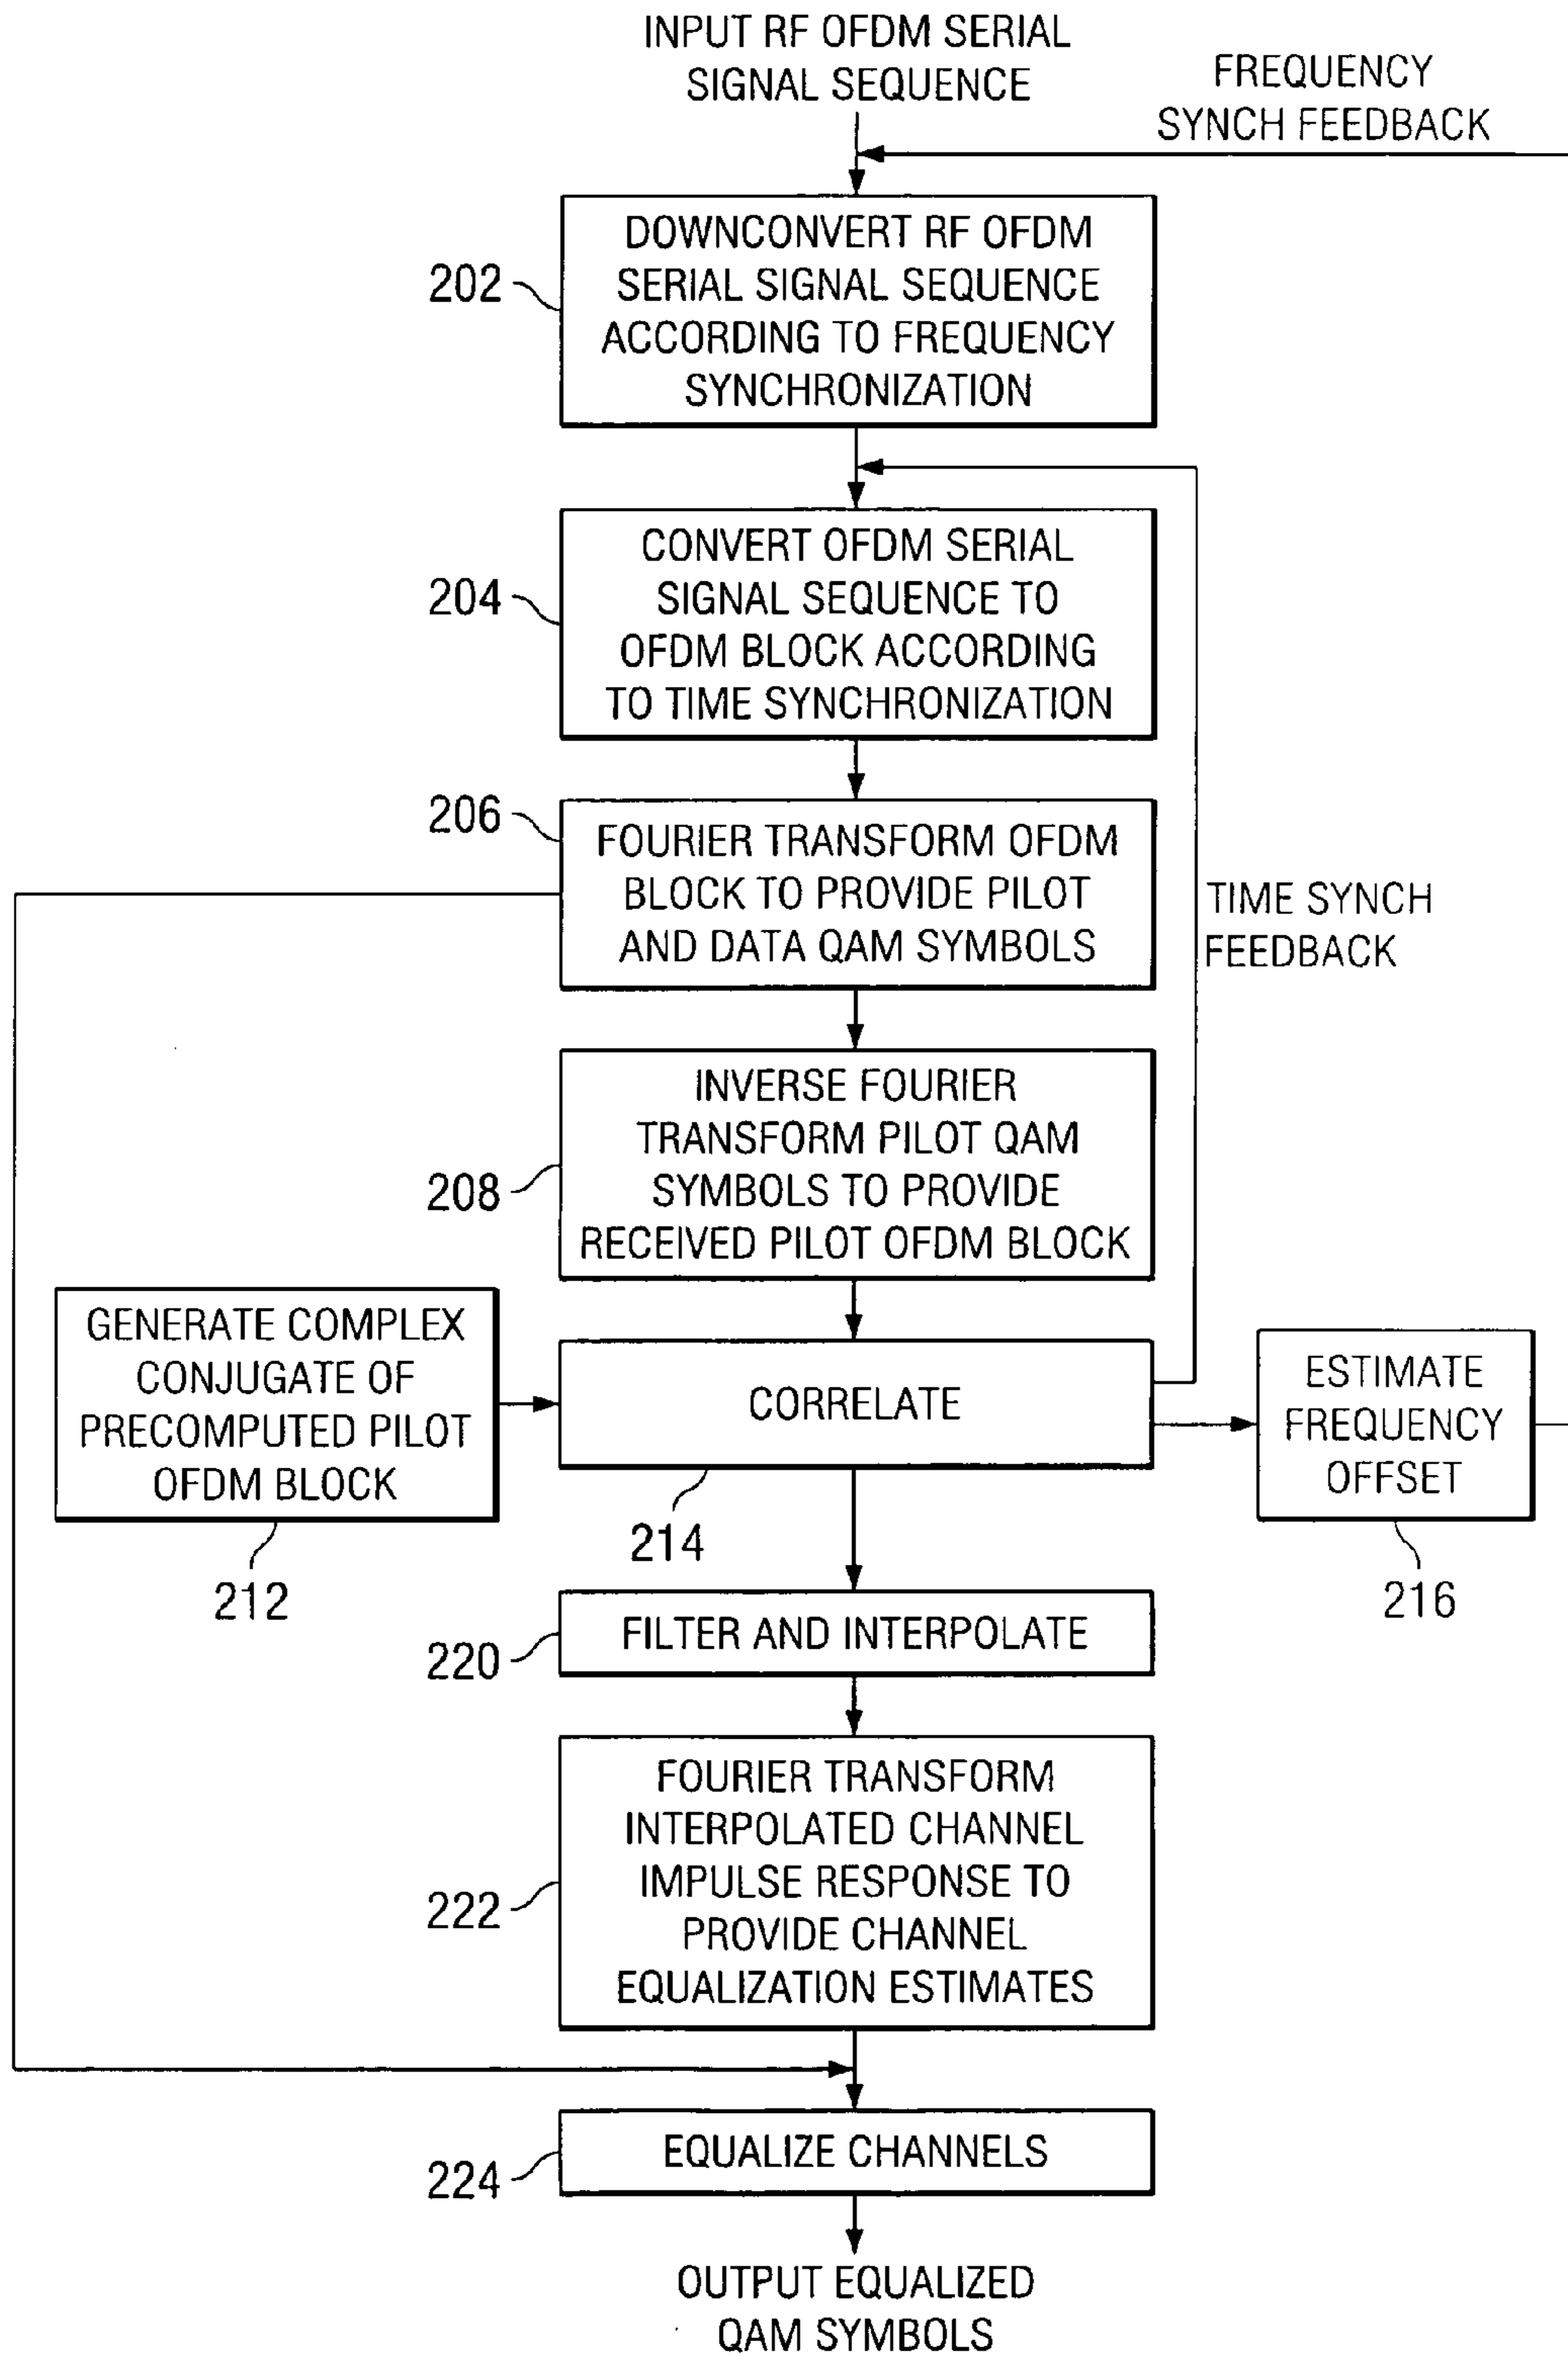 INPUT RF OFDM SERIAL
SIGNAL SEQUENCE
FREQUENCY
SYNCH FEEDBACK
202
DOWNCONVERT RF OFDM
SERIAL SIGNAL SEQUENCE
ACCORDING TO FREQUENCY
SYNCHRONIZATION
204
CONVERT OFDM SERIAL
SIGNAL SEQUENCE TO
OFDM BLOCK ACCORDING
TO TIME SYNCHRONIZATION
206
FOURIER TRANSFORM OFDM
BLOCK TO PROVIDE PILOT
AND DATA QAM SYMBOLS
TIME SYNCH
FEEDBACK
208
INVERSE FOURIER
TRANSFORM PILOT QAM
SYMBOLS TO PROVIDE
RECEIVED PILOT OFDM BLOCK
GENERATE COMPLEX
CONJUGATE OF
PRECOMPUTED PILOT
OFDM BLOCK
212
CORRELATE
214
ESTIMATE
FREQUENCY
OFFSET
216
220
FILTER AND INTERPOLATE
222
FOURIER TRANSFORM
INTERPOLATED CHANNEL
IMPULSE RESPONSE TO
PROVIDE CHANNEL
EQUALIZATION ESTIMATES
224
EQUALIZE CHANNELS
OUTPUT EQUALIZED
QAM SYMBOLS